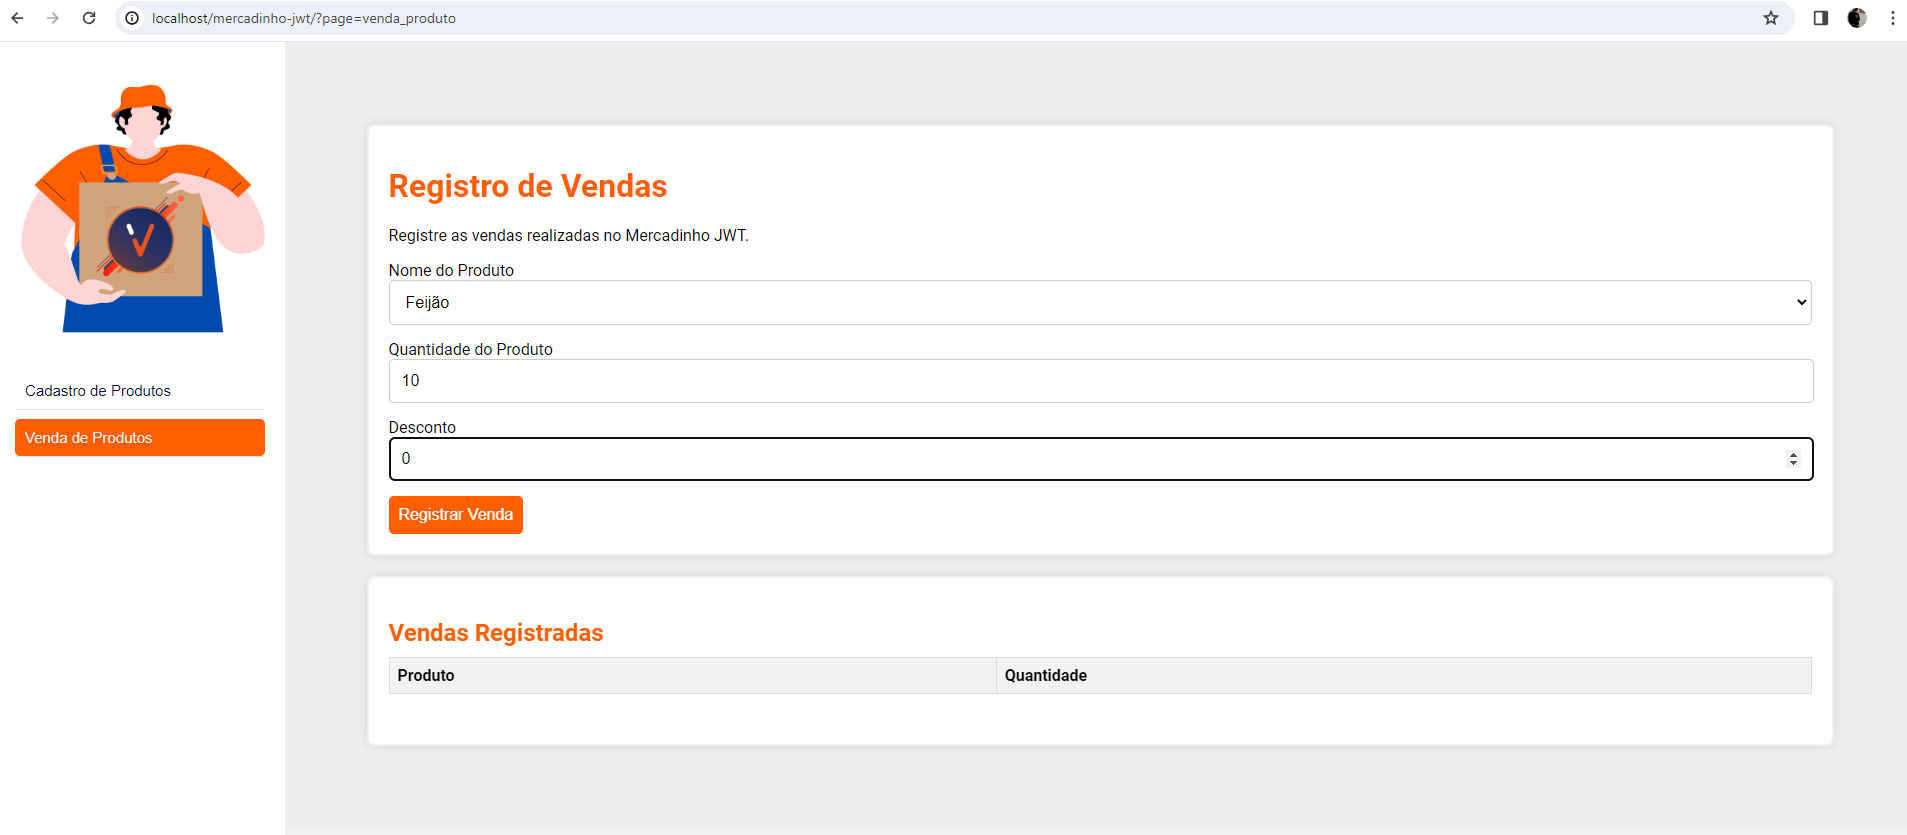 localhost/mercadinho-jwt/?page=venda_produto
V
Cadastro de Produtos
Venda de Produtos
Registro de Vendas
Registre as vendas realizadas no Mercadinho JWT.
Nome do Produto
Feijão
Quantidade do Produto
10
Desconto
0
Registrar Venda
Vendas Registradas
Produto Quantidade